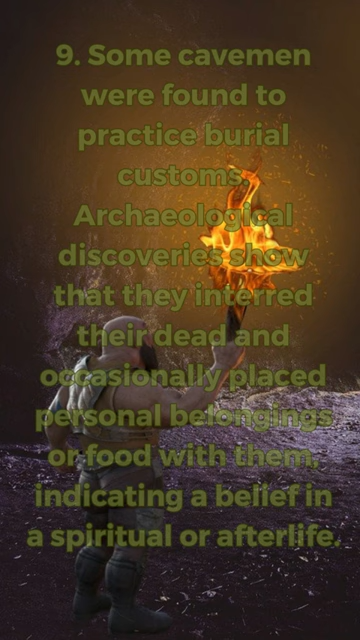 9. Some cavemen
were found to
practice burial
customs.
Archaeological
discoveries show
that they interred
their dead and
occasionally placed
personal belongings
or food with them,
indicating a belief in
a spiritual or afterlife.